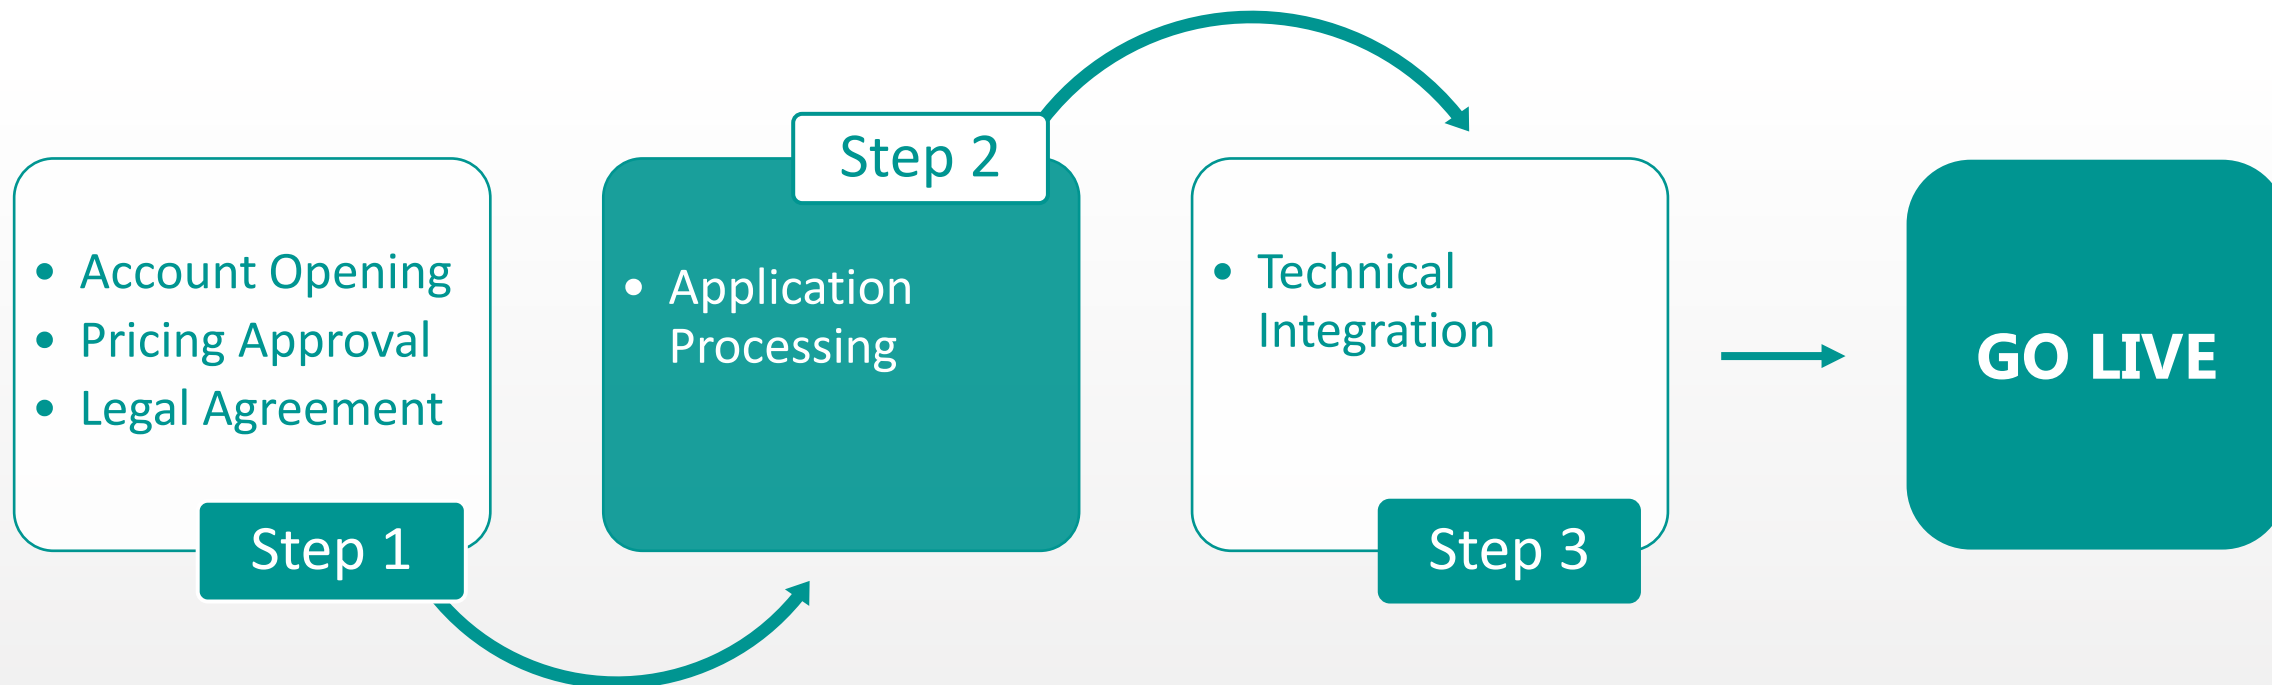 • Account Opening
• Pricing Approval
• Legal Agreement
Step 1
Step 2
• Application
Processing
• Technical
Integration
Step 3
GO LIVE